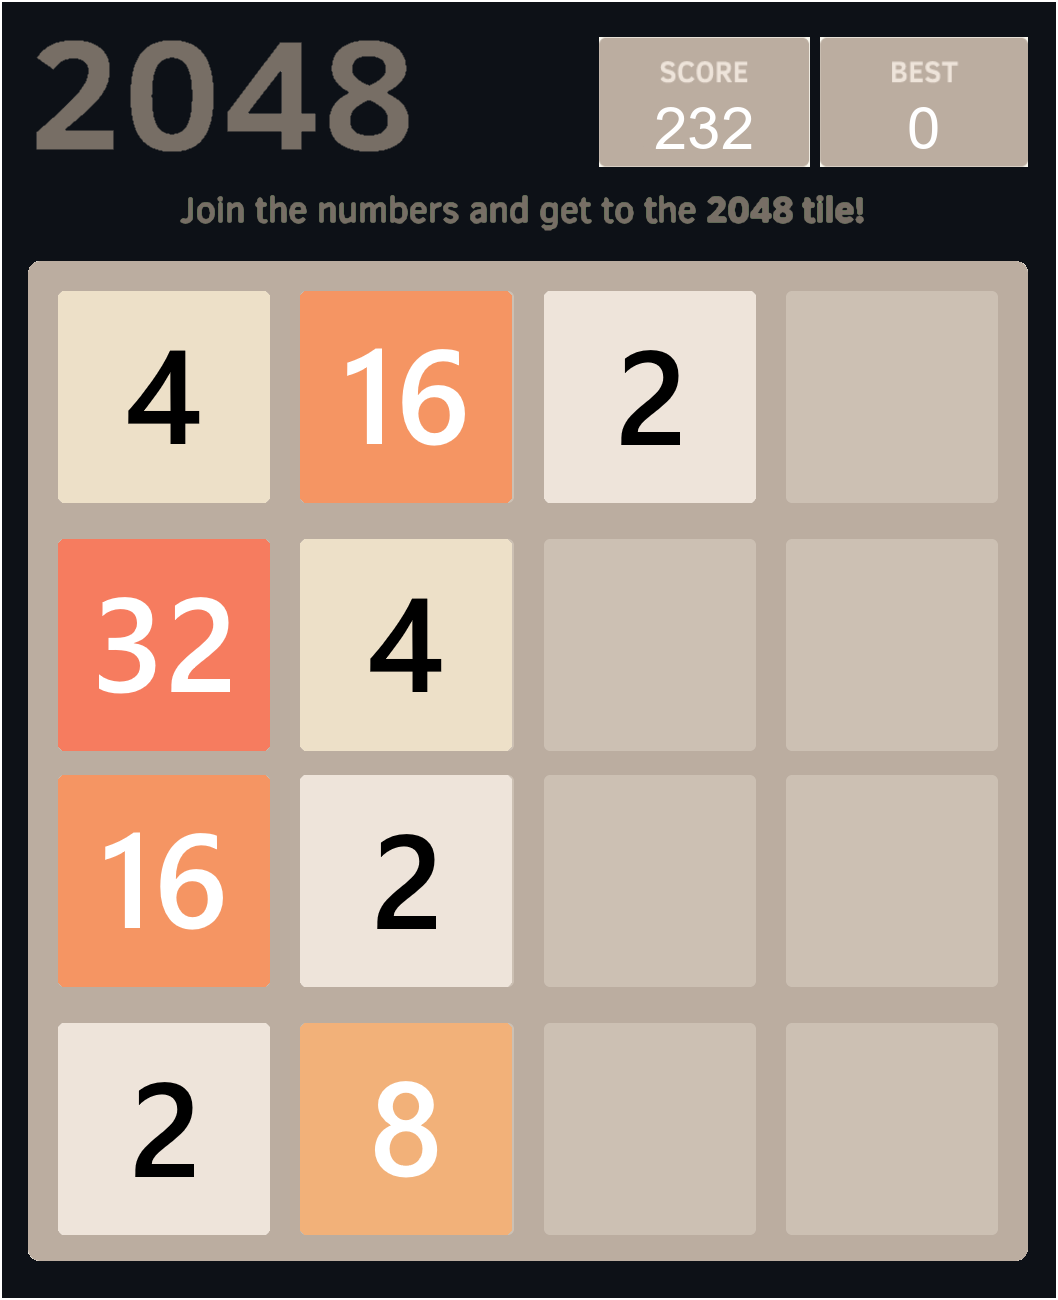 2048
SCORE BEST
232 0
Join the numbers and get to the 2048 tile!
4 16 2
32 4
16 2
2 8